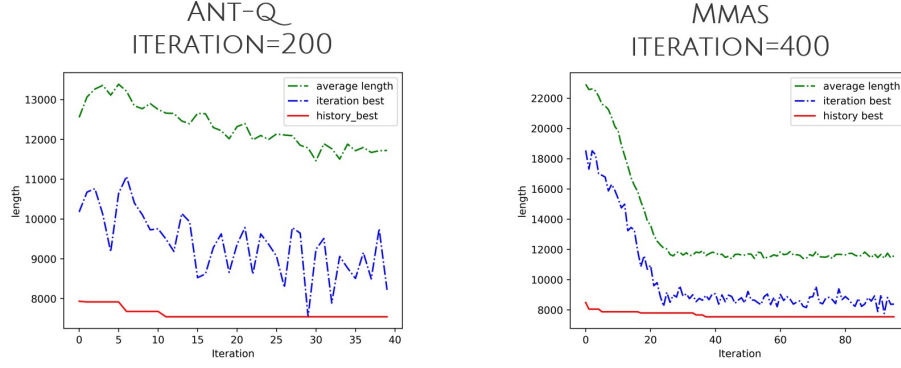 ANT-Q
ITERATION=200
13000
12000
11000
10000
9000
8000
length
0
5
10
15
20
25
30
35
40
Iteration
average length
iteration best
history_best
MMAS
ITERATION=400
22000
20000
18000
16000
14000
12000
10000
8000
length
0
20
40
60
80
Iteration
average length
iteration best
history best